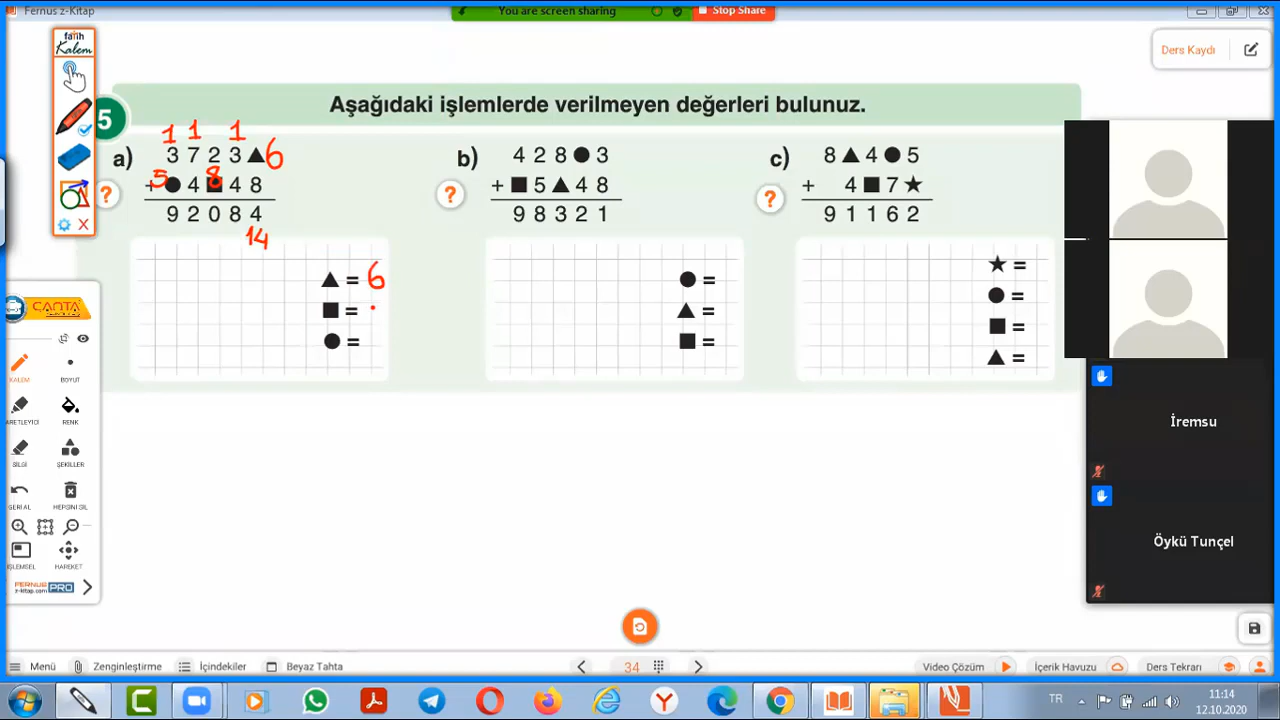 Fernus z-Kitap
You are screen sharing
Stop Share
fatih
Kalem
Ders Kaydı
5
Aşağıdaki işlemlerde verilmeyen değerleri bulunuz.
1 1 1
a) 3 7 2 3 ▲ 6
+ 5 ● 4 ■ 8 4 8
9 2 0 8 4
14
▲ = 6
■ =
● =
b) 4 2 8 ● 3
+ ■ 5 ▲ 4 8
9 8 3 2 1
● =
▲ =
■ =
c) 8 ▲ 4 ● 5
+ 4 ■ 7 ★
9 1 1 6 2
★ =
● =
■ =
▲ =
? ? ?
X
ÇANTA
KALEM
BOYUT
ARETLEYİCİ
RENK
SİLGİ
ŞEKİLLER
GERİ AL
HEPSİNİ SİL
İŞLEMSEL
HAREKET
FERNUS PRO
z-kitap.com
İremsu
Öykü Tunçel
Menü
Zenginleştirme
İçindekiler
Beyaz Tahta
34
Video Çözüm
İçerik Havuzu
Ders Tekrarı
TR
11:14
12.10.2020